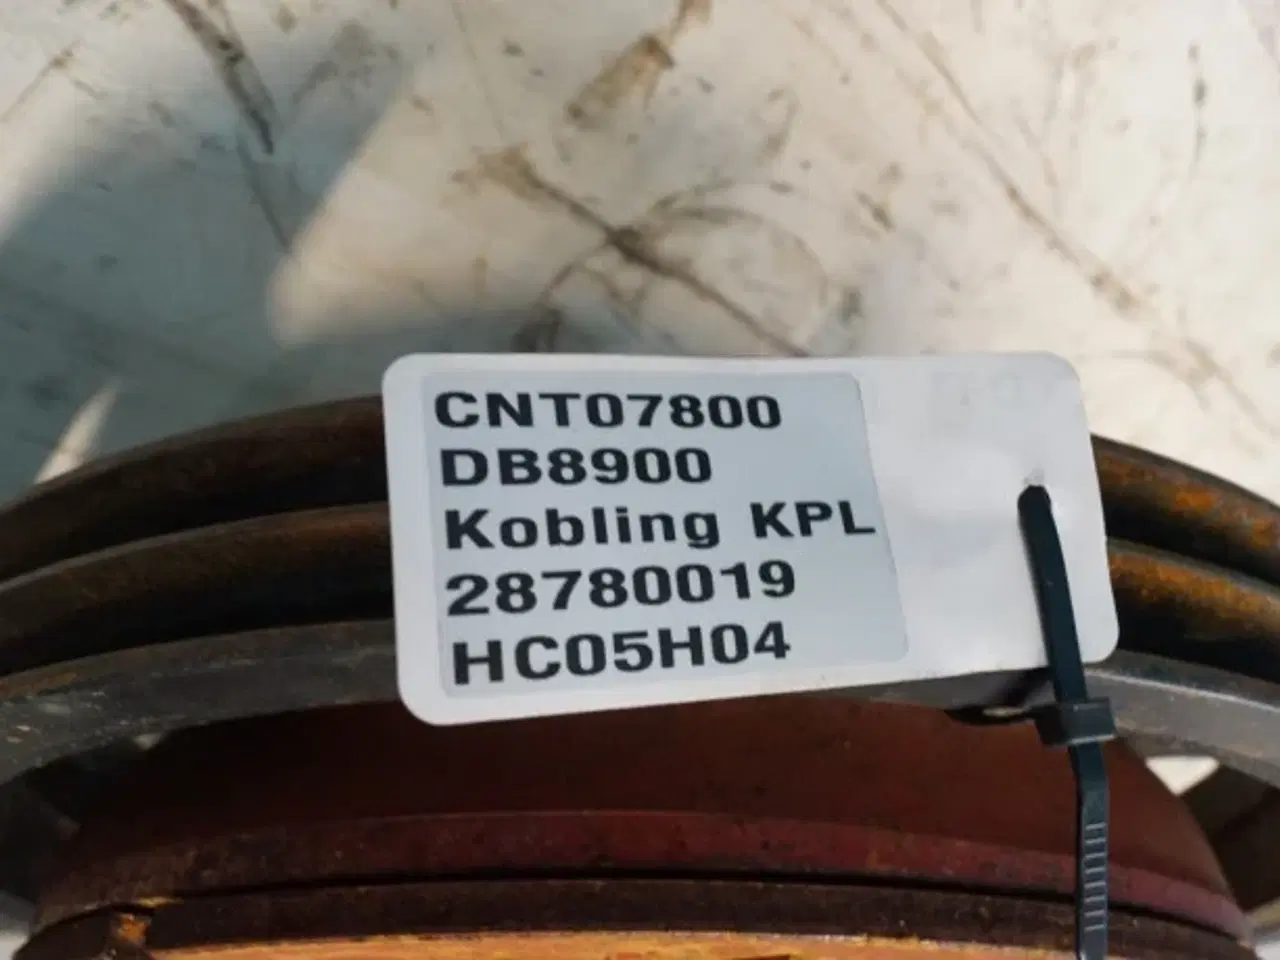 CNT07800
DB8900
Kobling KPL
28780019
HC05H04